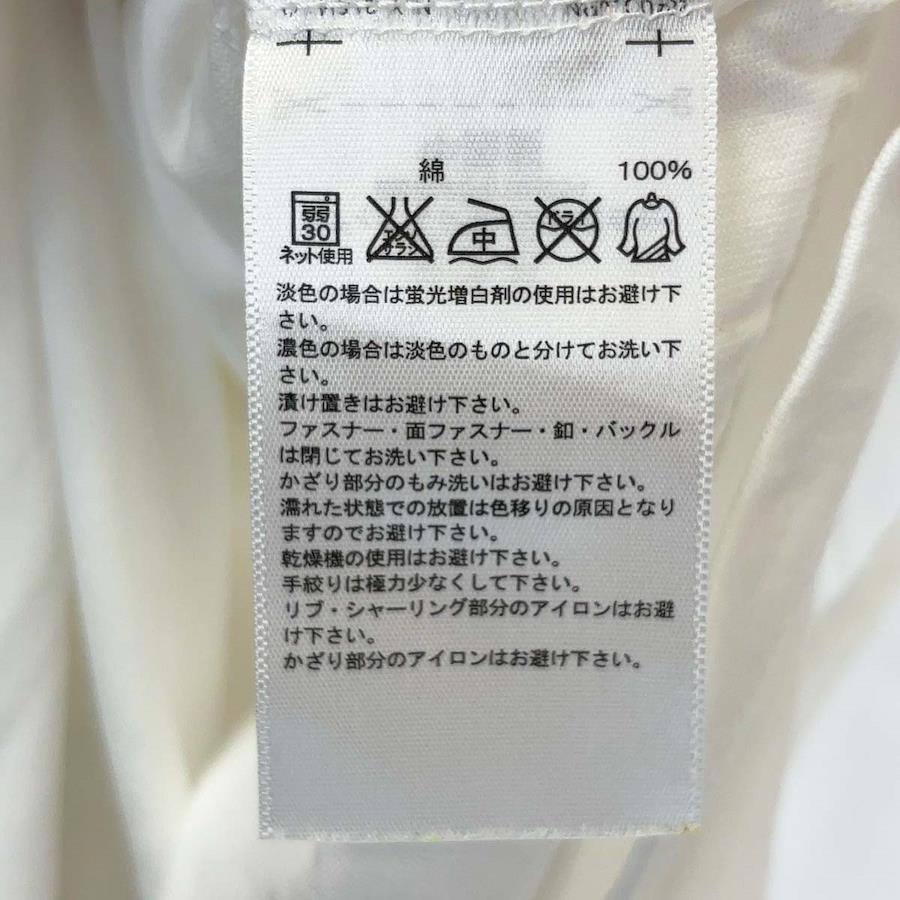 綿 100%
弱
30
ネット使用
エンソ
サラシ
中
ドライ
淡色の場合は蛍光増白剤の使用はお避け下
さい。
濃色の場合は淡色のものと分けてお洗い下
さい。
漬け置きはお避け下さい。
ファスナー・面ファスナー・釦・バックル
は閉じてお洗い下さい。
かざり部分のもみ洗いはお避け下さい。
濡れた状態での放置は色移りの原因となり
ますのでお避け下さい。
乾燥機の使用はお避け下さい。
手絞りは極力少なくして下さい。
リブ・シャーリング部分のアイロンはお避
け下さい。
かざり部分のアイロンはお避け下さい。